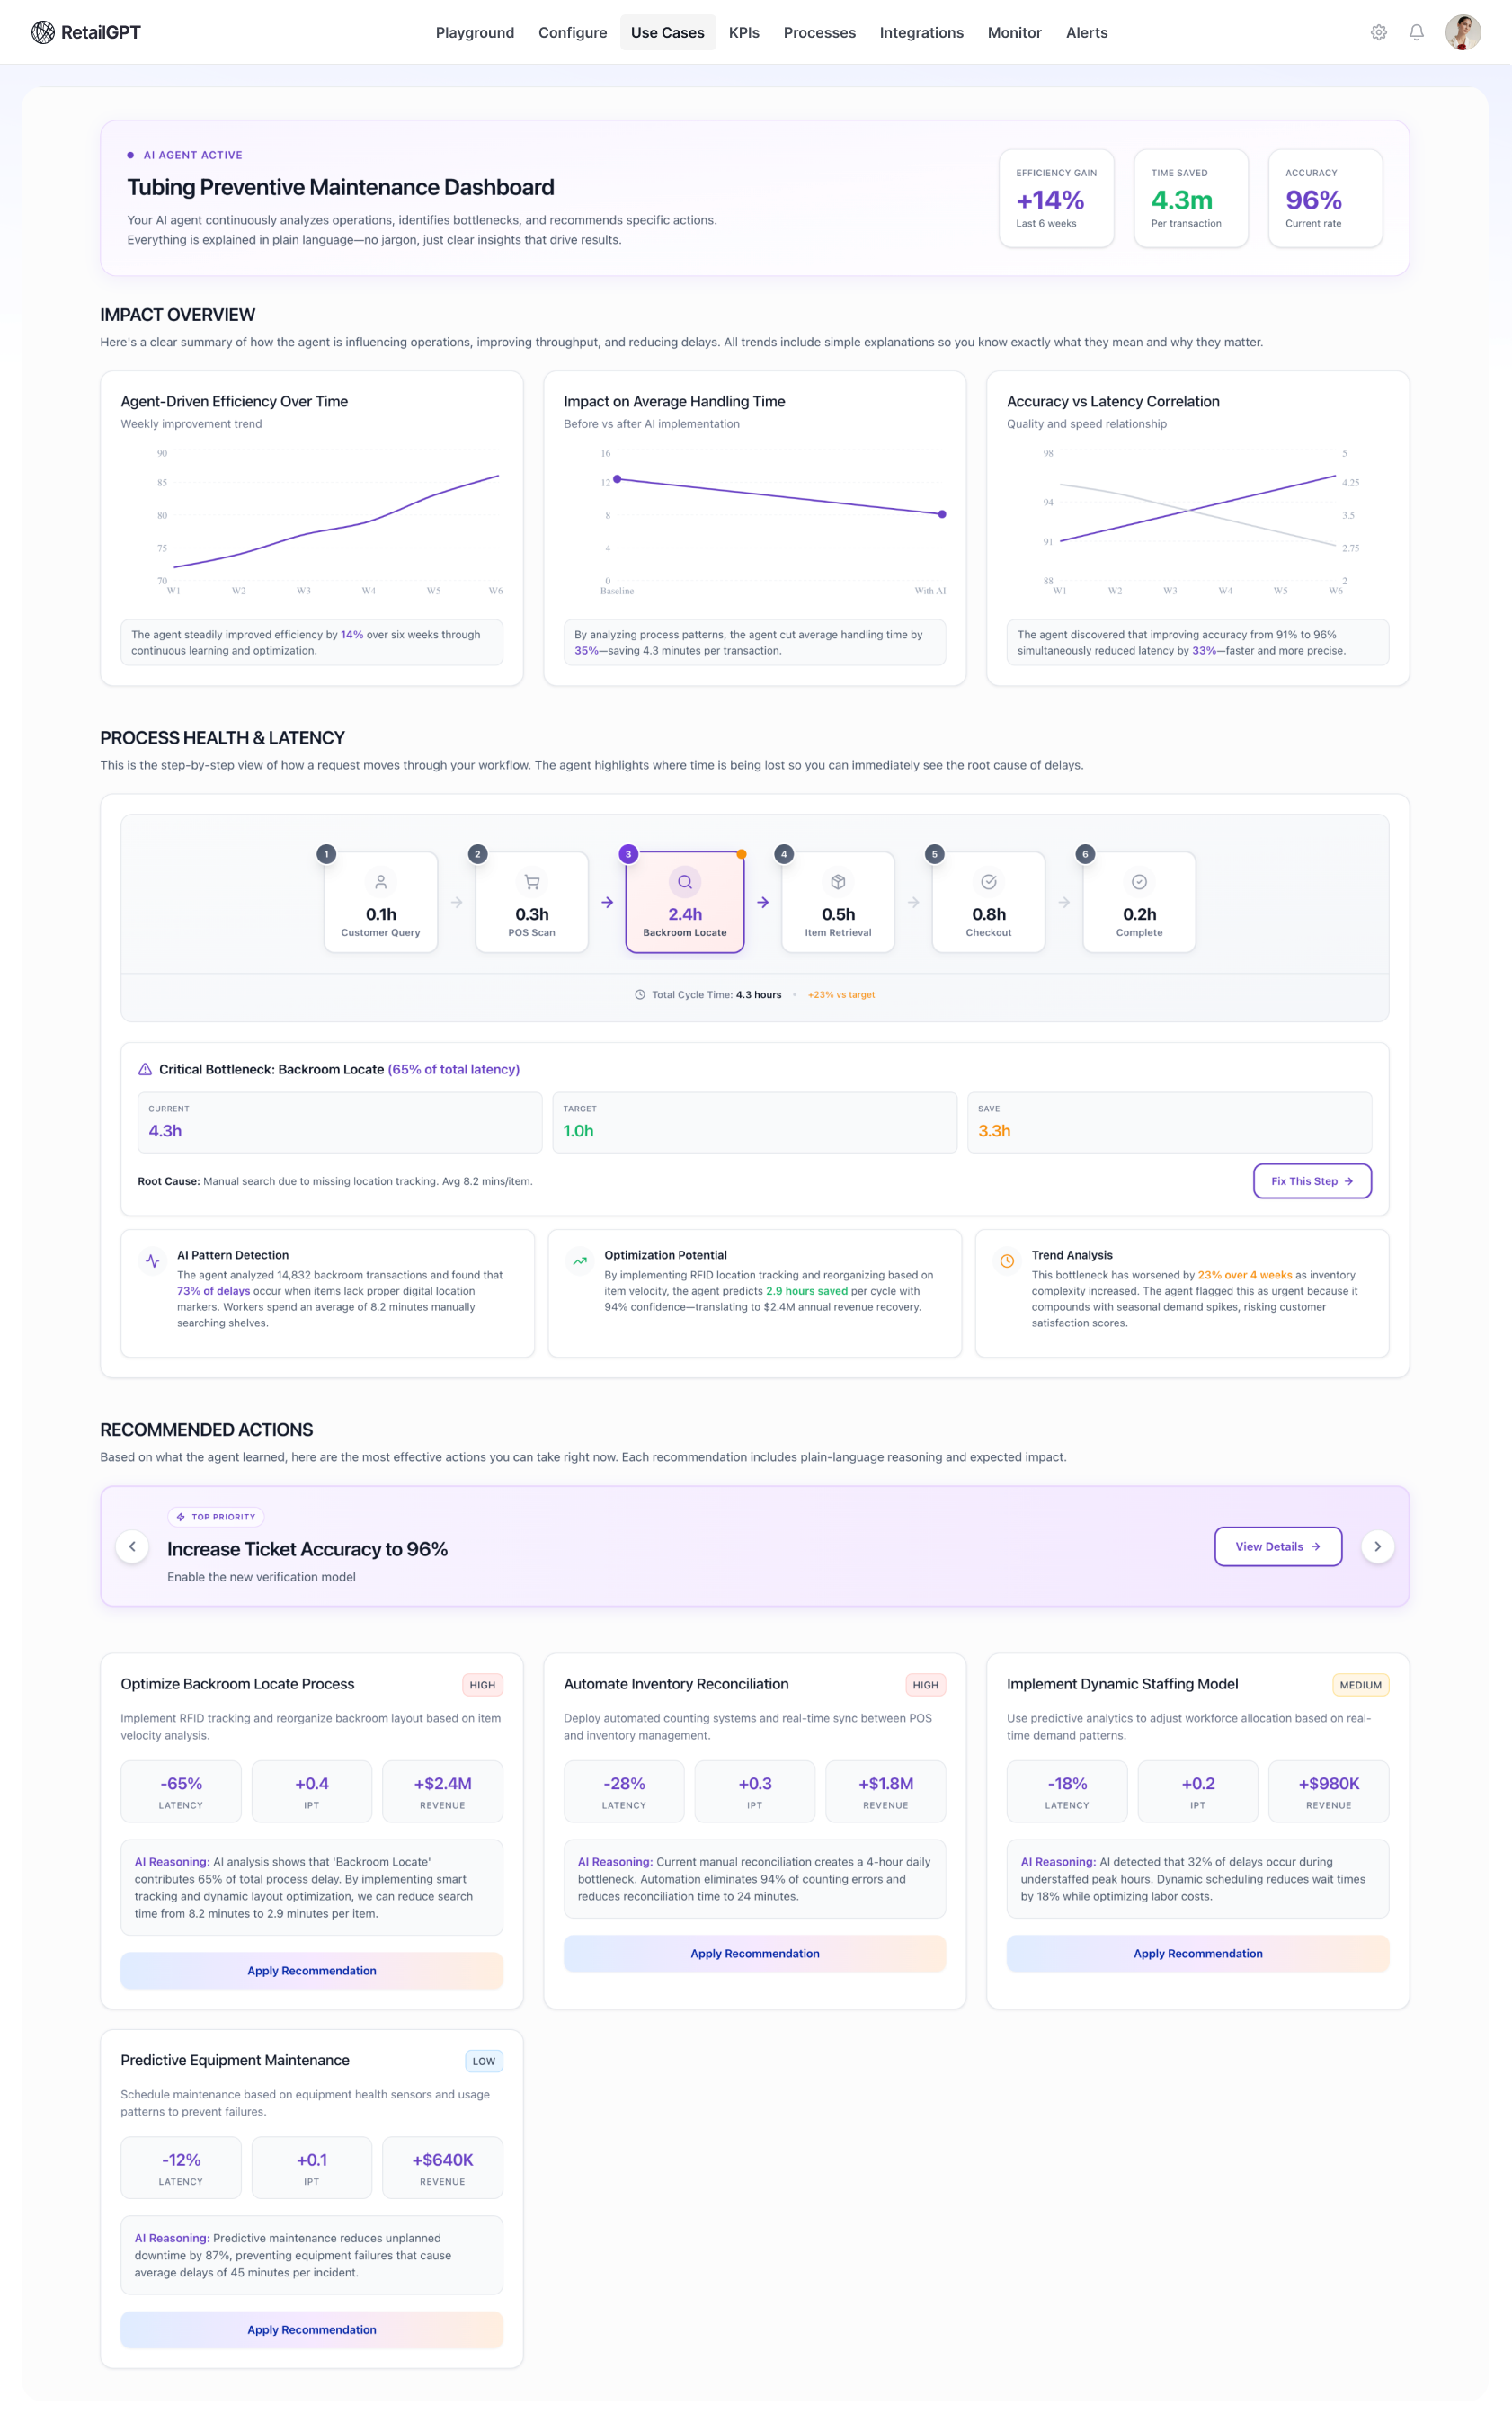 RetailGPT
Playground
Configure
Use Cases
KPIs
Processes
Integrations
Monitor
Alerts
AI AGENT ACTIVE
Tubing Preventive Maintenance Dashboard
Your AI agent continuously analyzes operations, identifies bottlenecks, and recommends specific actions.
Everything is explained in plain language—no jargon, just clear insights that drive results.
EFFICIENCY GAIN
+14%
Last 6 weeks
TIME SAVED
4.3m
Per transaction
ACCURACY
96%
Current rate
IMPACT OVERVIEW
Here's a clear summary of how the agent is influencing operations, improving throughput, and reducing delays. All trends include simple explanations so you know exactly what they mean and why they matter.
Agent-Driven Efficiency Over Time
Weekly improvement trend
90
85
80
75
70
W1 W2 W3 W4 W5 W6
The agent steadily improved efficiency by 14% over six weeks through
continuous learning and optimization.
Impact on Average Handling Time
Before vs after AI implementation
16
12
8
4
0
Baseline With AI
By analyzing process patterns, the agent cut average handling time by
35%—saving 4.3 minutes per transaction.
Accuracy vs Latency Correlation
Quality and speed relationship
98
94
91
88
5
4.25
3.5
2.75
2
W1 W2 W3 W4 W5 W6
The agent discovered that improving accuracy from 91% to 96%
simultaneously reduced latency by 33%—faster and more precise.
PROCESS HEALTH & LATENCY
This is the step-by-step view of how a request moves through your workflow. The agent highlights where time is being lost so you can immediately see the root cause of delays.
1
0.1h
Customer Query
2
0.3h
POS Scan
3
2.4h
Backroom Locate
4
0.5h
Item Retrieval
5
0.8h
Checkout
6
0.2h
Complete
Total Cycle Time: 4.3 hours • +23% vs target
Critical Bottleneck: Backroom Locate (65% of total latency)
CURRENT
4.3h
TARGET
1.0h
SAVE
3.3h
Root Cause: Manual search due to missing location tracking. Avg 8.2 mins/item.
Fix This Step →
AI Pattern Detection
The agent analyzed 14,832 backroom transactions and found that
73% of delays occur when items lack proper digital location
markers. Workers spend an average of 8.2 minutes manually
searching shelves.
Optimization Potential
By implementing RFID location tracking and reorganizing based on
item velocity, the agent predicts 2.9 hours saved per cycle with
94% confidence—translating to $2.4M annual revenue recovery.
Trend Analysis
This bottleneck has worsened by 23% over 4 weeks as inventory
complexity increased. The agent flagged this as urgent because it
compounds with seasonal demand spikes, risking customer
satisfaction scores.
RECOMMENDED ACTIONS
Based on what the agent learned, here are the most effective actions you can take right now. Each recommendation includes plain-language reasoning and expected impact.
TOP PRIORITY
Increase Ticket Accuracy to 96%
Enable the new verification model
View Details →
Optimize Backroom Locate Process
HIGH
Implement RFID tracking and reorganize backroom layout based on item
velocity analysis.
-65%
LATENCY
+0.4
IPT
+$2.4M
REVENUE
AI Reasoning: AI analysis shows that 'Backroom Locate'
contributes 65% of total process delay. By implementing smart
tracking and dynamic layout optimization, we can reduce search
time from 8.2 minutes to 2.9 minutes per item.
Apply Recommendation
Automate Inventory Reconciliation
HIGH
Deploy automated counting systems and real-time sync between POS
and inventory management.
-28%
LATENCY
+0.3
IPT
+$1.8M
REVENUE
AI Reasoning: Current manual reconciliation creates a 4-hour daily
bottleneck. Automation eliminates 94% of counting errors and
reduces reconciliation time to 24 minutes.
Apply Recommendation
Implement Dynamic Staffing Model
MEDIUM
Use predictive analytics to adjust workforce allocation based on real-
time demand patterns.
-18%
LATENCY
+0.2
IPT
+$980K
REVENUE
AI Reasoning: AI detected that 32% of delays occur during
understaffed peak hours. Dynamic scheduling reduces wait times
by 18% while optimizing labor costs.
Apply Recommendation
Predictive Equipment Maintenance
LOW
Schedule maintenance based on equipment health sensors and usage
patterns to prevent failures.
-12%
LATENCY
+0.1
IPT
+$640K
REVENUE
AI Reasoning: Predictive maintenance reduces unplanned
downtime by 87%, preventing equipment failures that cause
average delays of 45 minutes per incident.
Apply Recommendation